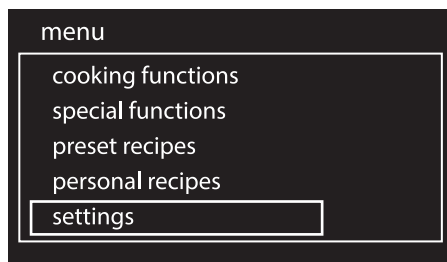 menu
cooking functions
special functions
preset recipes
personal recipes
settings